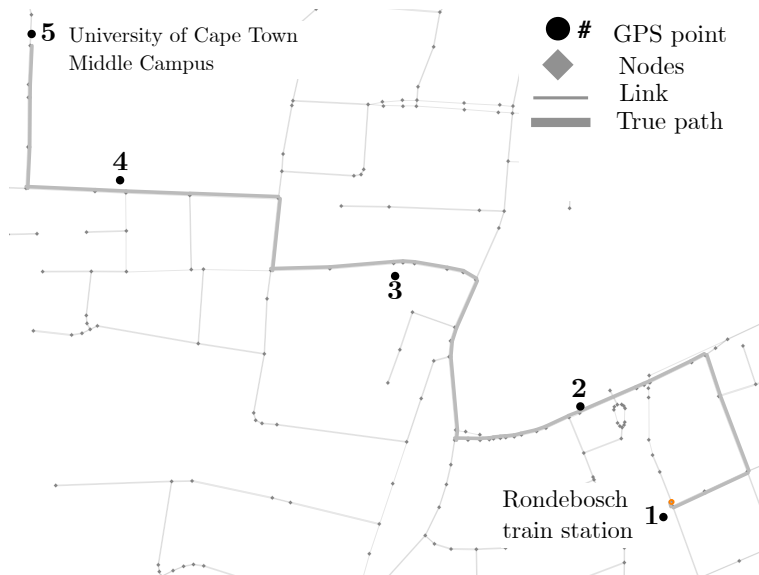 5 University of Cape Town
Middle Campus
# GPS point
Nodes
Link
True path
4
3
2
Rondebosch
train station
1